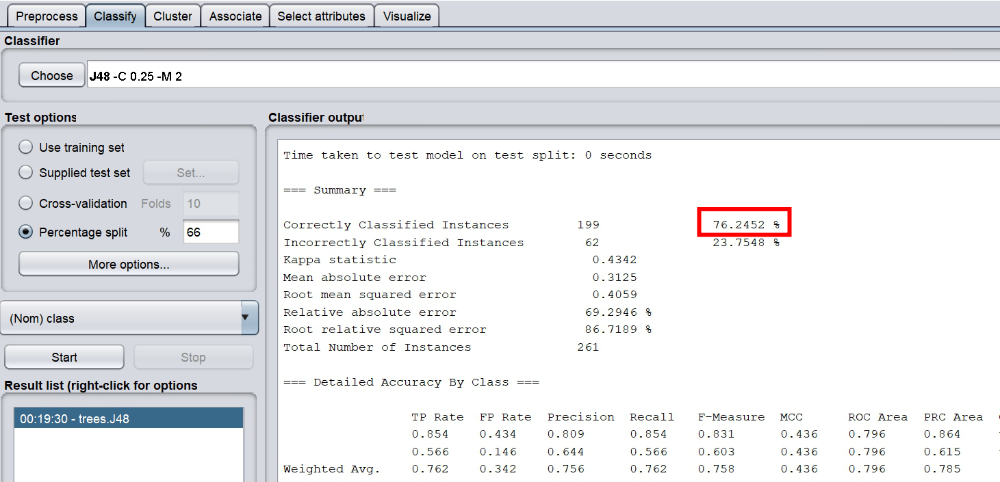 Preprocess Classify Cluster Associate Select attributes Visualize
Classifier
Choose J48 -C 0.25 -M 2
Test options
Use training set
Supplied test set Set...
Cross-validation Folds 10
Percentage split % 66
More options...
(Nom) class
Start Stop
Result list (right-click for options
00:19:30 - trees.J48
Classifier output
Time taken to test model on test split: 0 seconds
=== Summary ===
Correctly Classified Instances 199 76.2452 %
Incorrectly Classified Instances 62 23.7548 %
Kappa statistic 0.4342
Mean absolute error 0.3125
Root mean squared error 0.4059
Relative absolute error 69.2946 %
Root relative squared error 86.7189 %
Total Number of Instances 261
=== Detailed Accuracy By Class ===
TP Rate FP Rate Precision Recall F-Measure MCC ROC Area PRC Area
0.854 0.434 0.809 0.854 0.831 0.436 0.796 0.864
0.566 0.146 0.644 0.566 0.603 0.436 0.796 0.615
Weighted Avg. 0.762 0.342 0.756 0.762 0.758 0.436 0.796 0.785